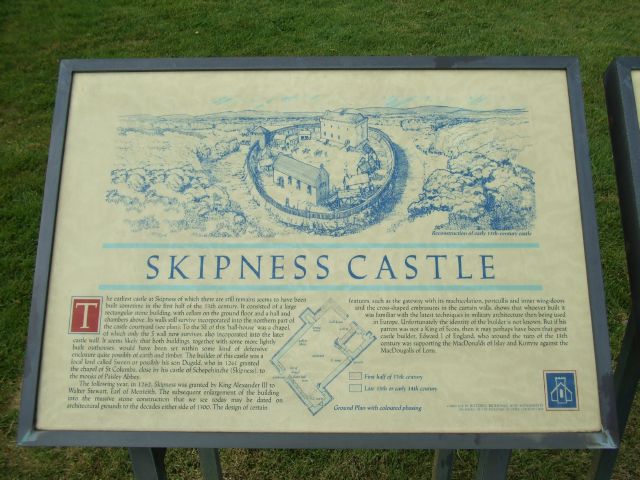 Reconstruction of early 13th-century castle
SKIPNESS CASTLE
The earliest castle at Skipness of which there are still remains seems to have been
built sometime in the first half of the 13th century. It consisted of a large
rectangular stone building, with cellars on the ground floor and a hall and
chambers above. Its walls still survive incorporated into the northern part of
the castle courtyard (see plan). To the SE of this 'hall-house' was a chapel,
of which only the S wall now survives, also incorporated into the later
castle wall. It seems likely that both buildings, together with some more lightly
built outhouses, would have been set within some kind of defensive
enclosure quite possibly of earth and timber. The builder of this castle was a
local lord called Sween or possibly his son Dugald, who in 1261 granted
the chapel of St Columba, close by his castle of Schepehinche (Skipness), to
the monks of Paisley Abbey.
The following year, in 1262, Skipness was granted by King Alexander III to
Walter Stewart, Earl of Menteith. The subsequent enlargement of the building
into the massive stone construction that we see today may be dated on
architectural grounds to the decades either side of 1300. The design of certain
features, such as the gateway with its machicolation, portcullis and inner wing-doors
and the cross-shaped embrasures in the curtain walls, shows that whoever built it
was familiar with the latest techniques in military architecture then being used
in Europe. Unfortunately the identity of the builder is not known. But if his
patron was not a King of Scots, then it may perhaps have been that great
castle builder, Edward I of England, who around the turn of the 13th
century was supporting the MacDonalds of Islay and Kintyre against the
MacDougalls of Lorn.
First half of 13th century
Late 13th or early 14th century
Ground Plan with coloured phasing